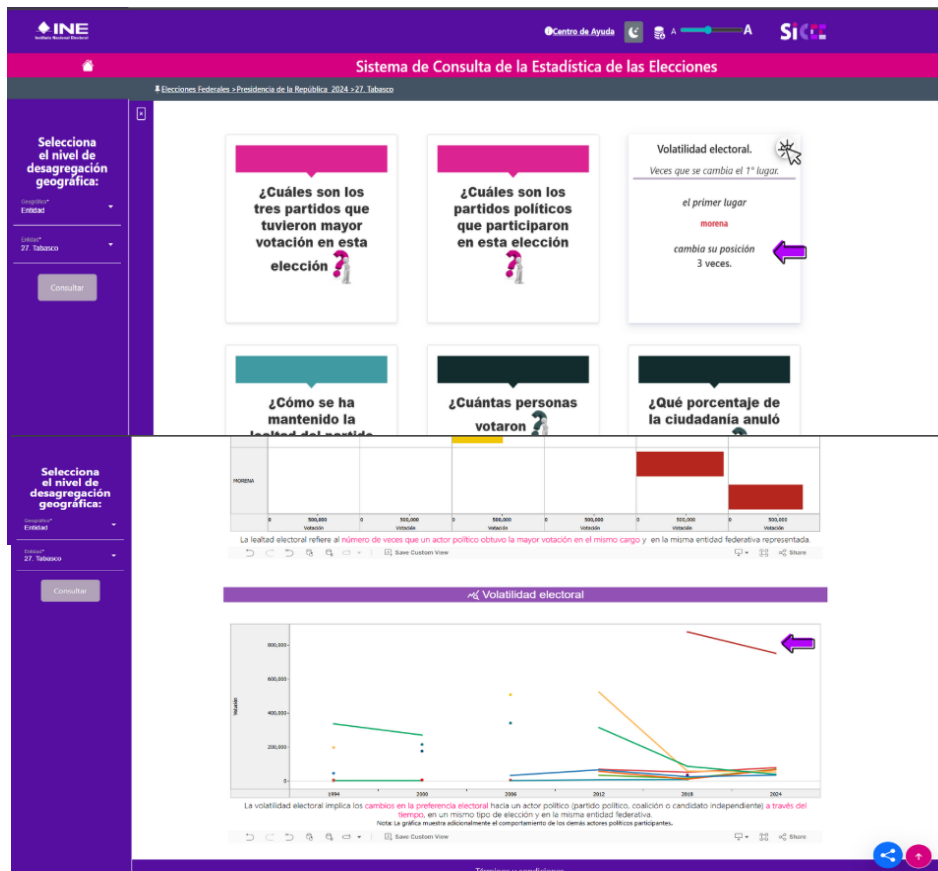 INE
Instituto Nacional Electoral
Centro de Ayuda
A
A
Sistema de Consulta de la Estadística de las Elecciones
Elecciones Federales >Presidencia de la República 2024 >27. Tabasco
Selecciona
el nivel de
desagregación
geográfica:
Geográfico*
Entidad
Entidad*
27. Tabasco
Consultar
¿Cuáles son los
tres partidos que
tuvieron mayor
votación en esta
elección
¿Cuáles son los
partidos políticos
que participaron
en esta elección
Volatilidad electoral.
Veces que se cambia el 1° lugar.
el primer lugar
morena
cambia su posición
3 veces.
¿Cómo se ha
mantenido la
lealtad del partido
¿Cuántas personas
votaron
¿Qué porcentaje de
la ciudadanía anuló
Selecciona
el nivel de
desagregación
geográfica:
Geográfico*
Entidad
Entidad*
27. Tabasco
Consultar
MORENA
0 500,000 0 500,000 0 500,000 0 500,000 0 500,000 0 500,000
Votación Votación Votación Votación Votación Votación
La lealtad electoral refiere al número de veces que un actor político obtuvo la mayor votación en el mismo cargo y en la misma entidad federativa representada.
Save Custom View
Share
Volatilidad electoral
Votación
800,000
600,000
400,000
200,000
0
1994 2000 2006 2012 2018 2024
La volatilidad electoral implica los cambios en la preferencia electoral hacia un actor político (partido político, coalición o candidato independiente) a través del
tiempo, en un mismo tipo de elección y en la misma entidad federativa.
Nota: La gráfica muestra adicionalmente el comportamiento de los demás actores políticos participantes.
Save Custom View
Share
Términos y condiciones